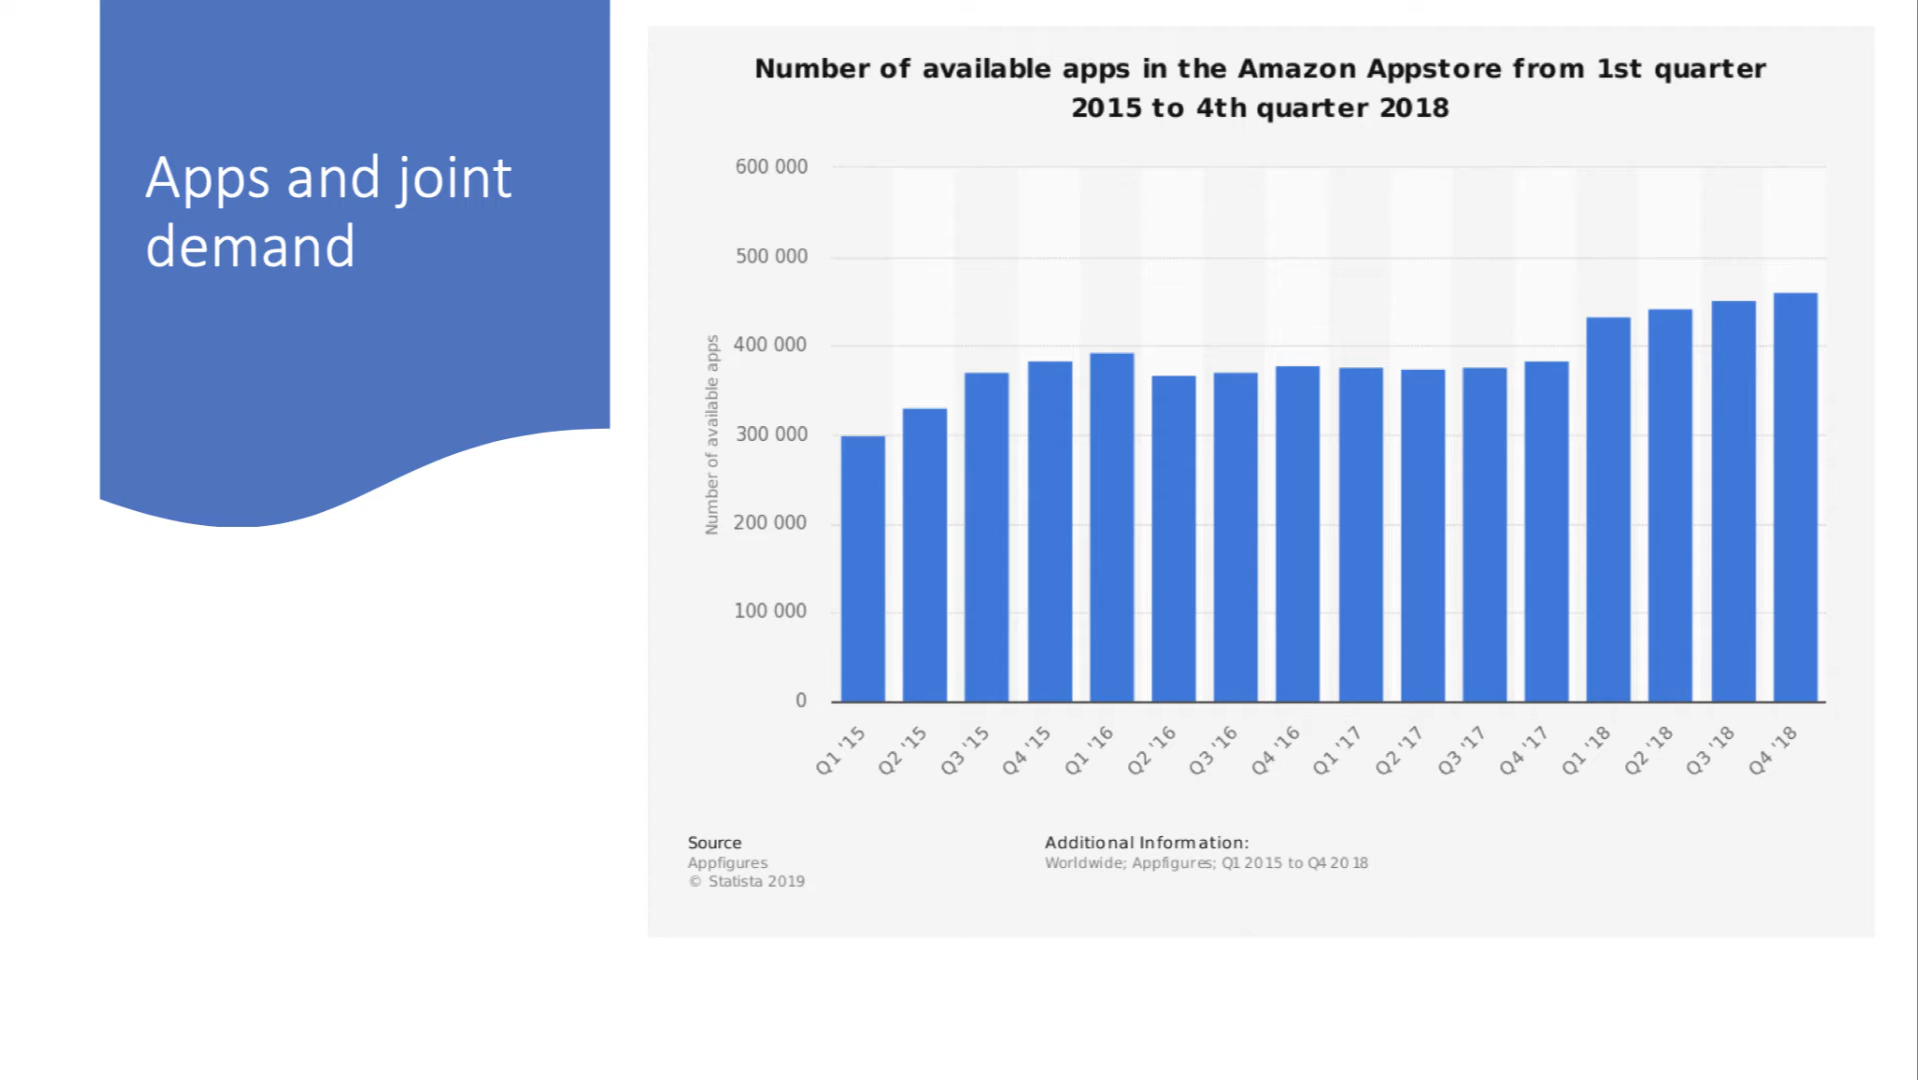 Apps and joint
demand
Number of available apps in the Amazon Appstore from 1st quarter
2015 to 4th quarter 2018
Number of available apps
600 000
500 000
400 000
300 000
200 000
100 000
0
Q1 '15
Q2 '15
Q3 '15
Q4 '15
Q1 '16
Q2 '16
Q3 '16
Q4 '16
Q1 '17
Q2 '17
Q3 '17
Q4 '17
Q1 '18
Q2 '18
Q3 '18
Q4 '18
Source
Appfigures
© Statista 2019
Additional Information:
Worldwide; Appfigures; Q1 2015 to Q4 2018